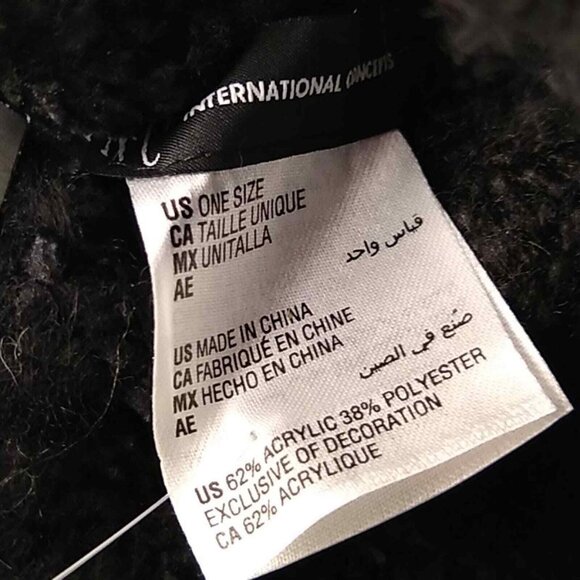 INTERNATIONAL CONCEPTS
US ONE SIZE
CA TAILLE UNIQUE
MX UNITALLA
AE قياس واحد
US MADE IN CHINA
CA FABRIQUÉ EN CHINE
MX HECHO EN CHINA
AE صُنع في الصين
US 62% ACRYLIC 38% POLYESTER
EXCLUSIVE OF DECORATION
CA 62% ACRYLIQUE